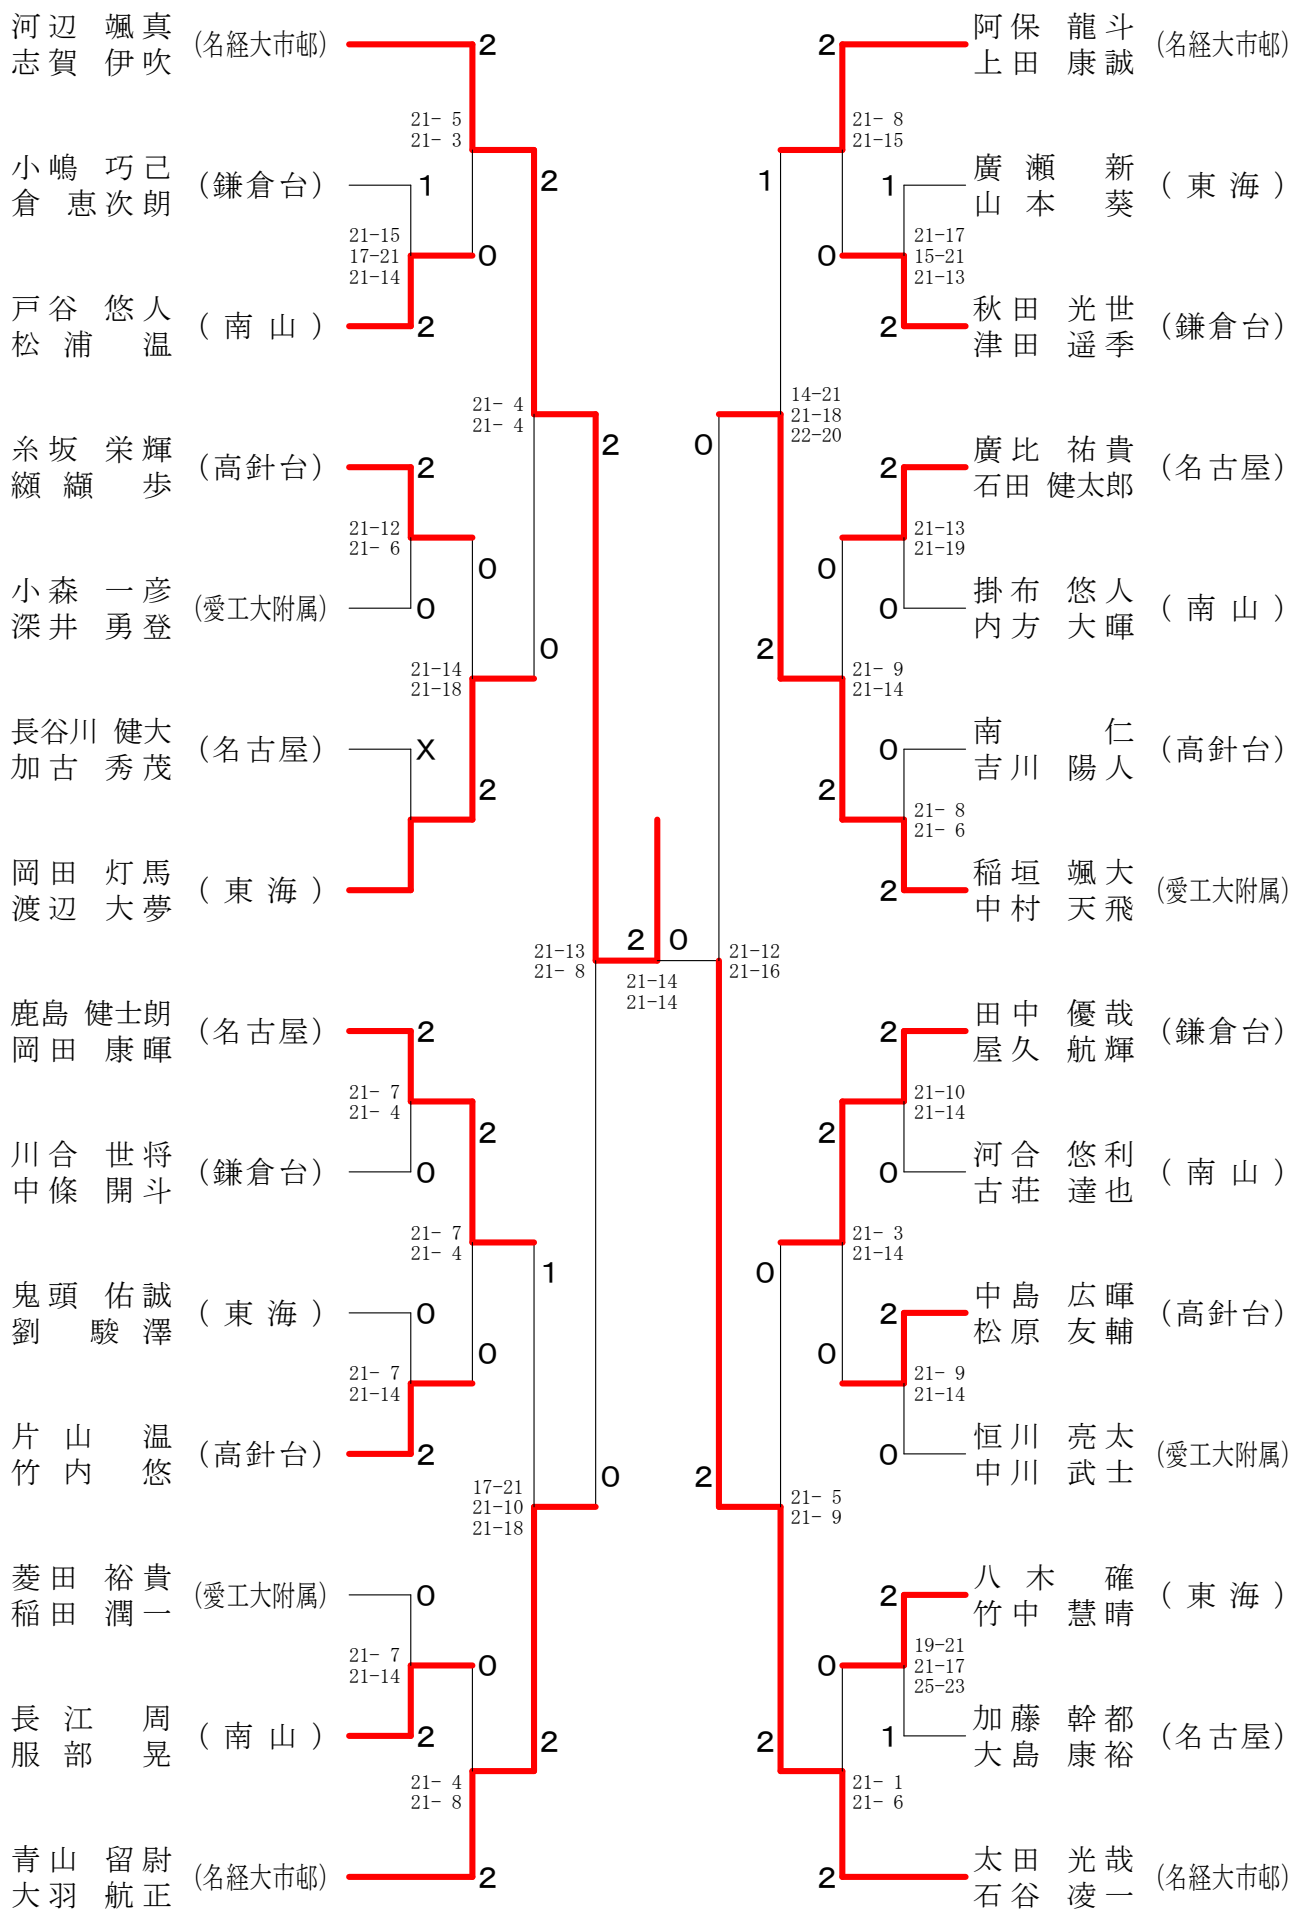 河辺 颯真
志賀 伊吹
(名経大市邨)
2
21- 5
21- 3
小嶋 巧己
倉 恵次朗
(鎌倉台)
1
2
21-15
17-21
21-14
0
戸谷 悠人
松浦 温
(南山)
2
21- 4
21- 4
2
糸坂 栄輝
纐纈 歩
(高針台)
2
21-12
21- 6
0
小森 一彦
深井 勇登
(愛工大附属)
0
0
21-14
21-18
長谷川 健大
加古 秀茂
(名古屋)
X
2
岡田 灯馬
渡辺 大夢
(東海)
21-13
21- 8
2
0
21-14
21-14
鹿島 健士朗
岡田 康暉
(名古屋)
2
21- 7
21- 4
2
川合 世将
中條 開斗
(鎌倉台)
0
21- 7
21- 4
1
鬼頭 佑誠
劉 駿澤
(東海)
0
0
21- 7
21-14
片山 温
竹内 悠
(高針台)
2
0
17-21
21-10
21-18
菱田 裕貴
稲田 潤一
(愛工大附属)
0
21- 7
21-14
0
長江 周
服部 晃
(南山)
2
2
21- 4
21- 8
青山 留尉
大羽 航正
(名経大市邨)
2
2
阿保 龍斗
上田 康誠
(名経大市邨)
21- 8
21-15
1
1
廣瀬 新
山本 葵
(東海)
21-17
15-21
21-13
0
2
秋田 光世
津田 遥季
(鎌倉台)
14-21
21-18
22-20
0
2
廣比 祐貴
石田 健太郎
(名古屋)
21-13
21-19
0
0
掛布 悠人
内方 大暉
(南山)
2
21- 9
21-14
0
南 仁
吉川 陽人
(高針台)
2
21- 8
21- 6
2
稲垣 颯大
中村 天飛
(愛工大附属)
21-12
21-16
2
田中 優哉
屋久 航輝
(鎌倉台)
21-10
21-14
2
0
河合 悠利
古荘 達也
(南山)
21- 3
21-14
0
2
中島 広暉
松原 友輔
(高針台)
0
21- 9
21-14
0
恒川 亮太
中川 武士
(愛工大附属)
2
21- 5
21- 9
2
八木 確
竹中 慧晴
(東海)
0
19-21
21-17
25-23
1
加藤 幹都
大島 康裕
(名古屋)
2
21- 1
21- 6
2
太田 光哉
石谷 凌一
(名経大市邨)